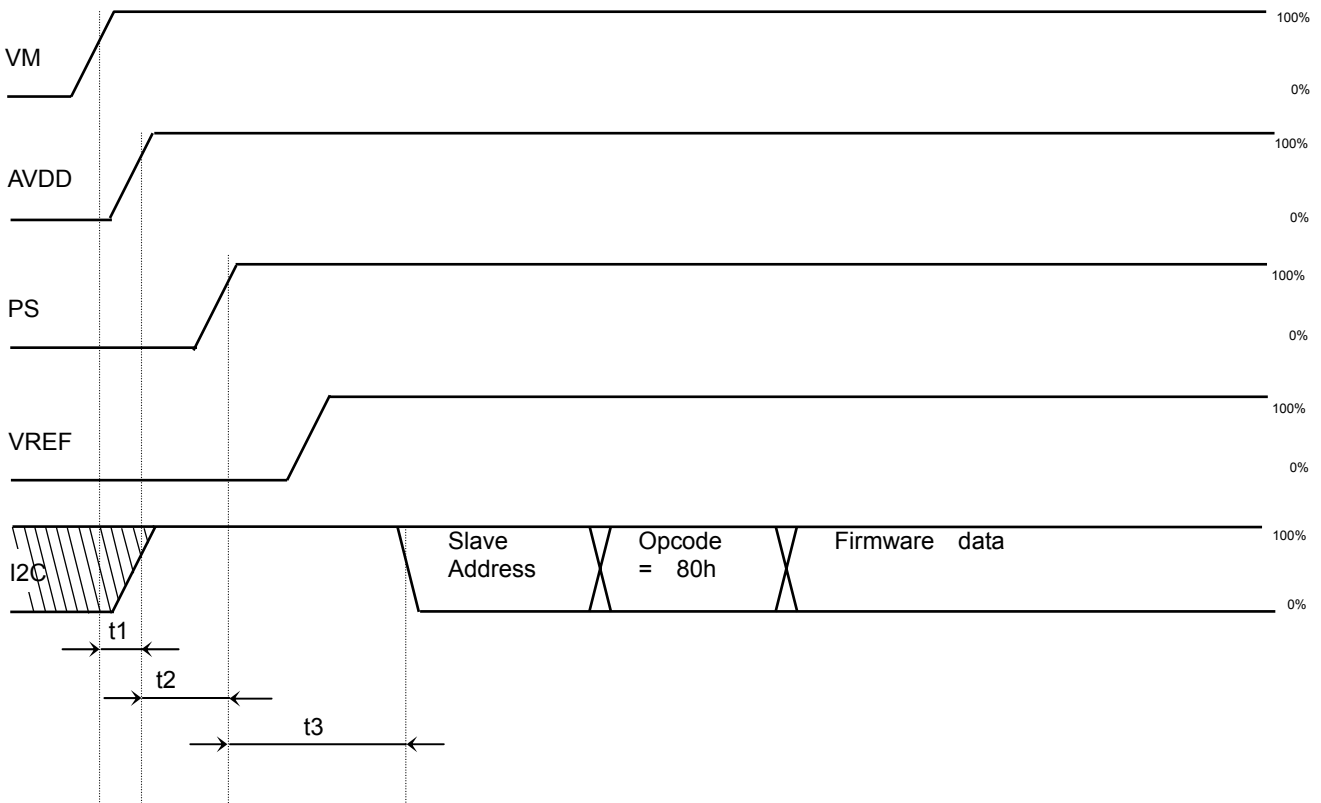 100%
VM
0%
100%
AVDD
0%
100%
PS
0%
100%
VREF
0%
100%
I2C
Slave Address
Opcode = 80h
Firmware data
0%
t1
t2
t3